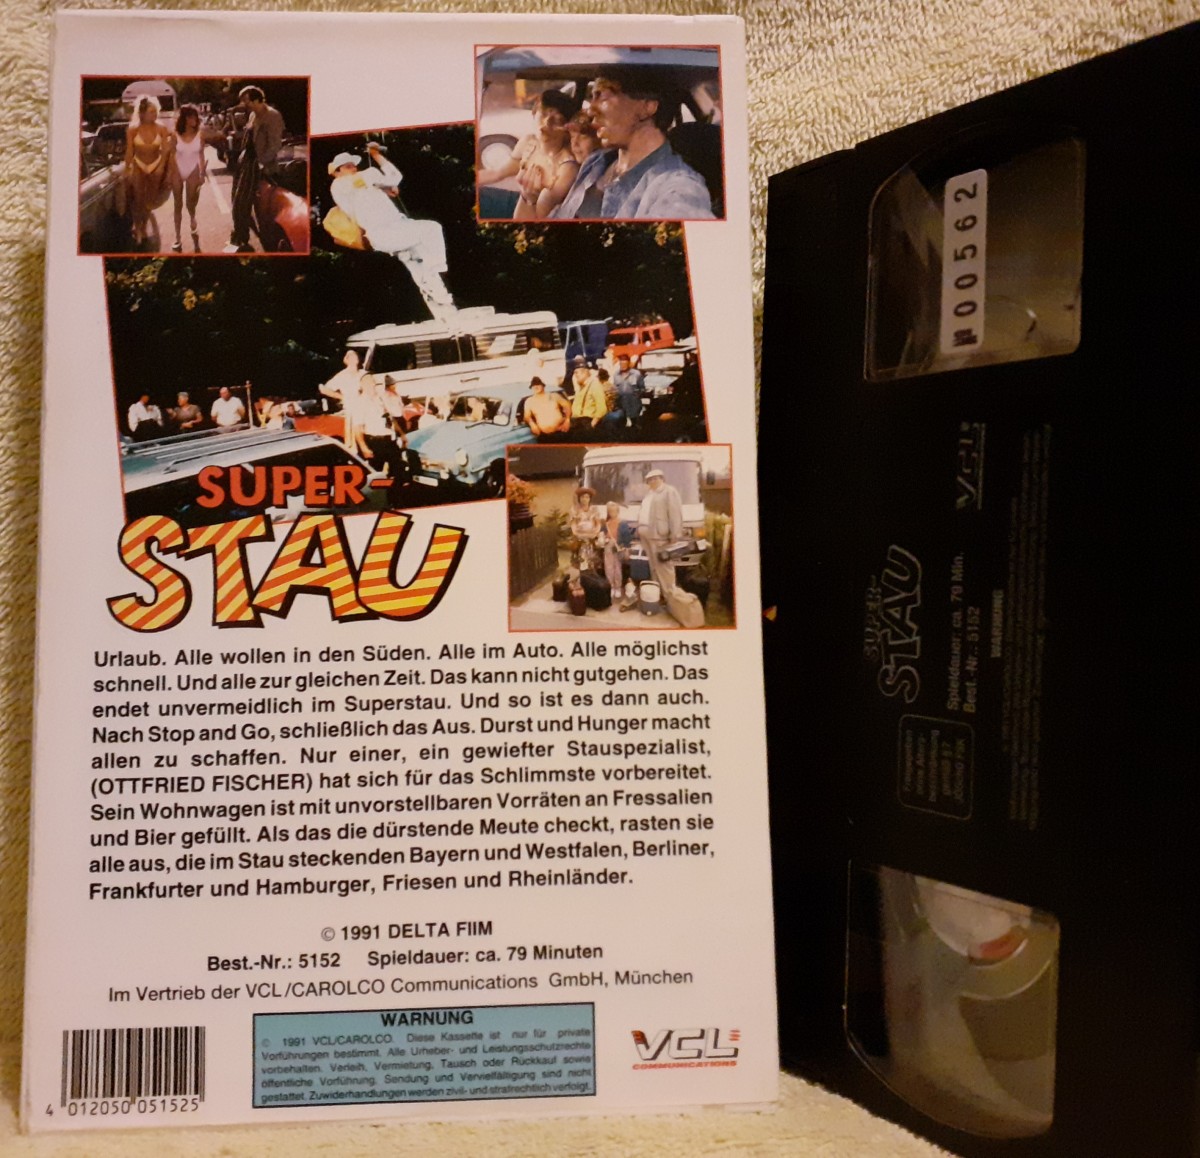 SUPER-
STAU
Urlaub. Alle wollen in den Süden. Alle im Auto. Alle möglichst
schnell. Und alle zur gleichen Zeit. Das kann nicht gutgehen. Das
endet unvermeidlich im Superstau. Und so ist es dann auch.
Nach Stop and Go, schließlich das Aus. Durst und Hunger macht
allen zu schaffen. Nur einer, ein gewiefter Stauspezialist,
(OTTFRIED FISCHER) hat sich für das Schlimmste vorbereitet.
Sein Wohnwagen ist mit unvorstellbaren Vorräten an Fressalien
und Bier gefüllt. Als das die dürstende Meute checkt, rasten sie
alle aus, die im Stau steckenden Bayern und Westfalen, Berliner,
Frankfurter und Hamburger, Friesen und Rheinländer.
© 1991 DELTA FIIM
Best.-Nr.: 5152 Spieldauer: ca. 79 Minuten
Im Vertrieb der VCL/CAROLCO Communications GmbH, München
WARNUNG
© 1991 VCL/CAROLCO. Diese Kassette ist nur für private
Vorführungen bestimmt. Alle Urheber- und Leistungsschutzrechte
vorbehalten. Verleih, Vermietung, Tausch oder Rückkauf sowie
öffentliche Vorführung, Sendung und Vervielfältigung sind nicht
gestattet. Zuwiderhandlungen werden zivil- und strafrechtlich verfolgt.
VCL
COMMUNICATIONS
4 012050 051525
№ 00562
VCL
SUPER-
STAU
Spieldauer: ca. 79 Min.
Best.-Nr.: 5152
WARNUNG